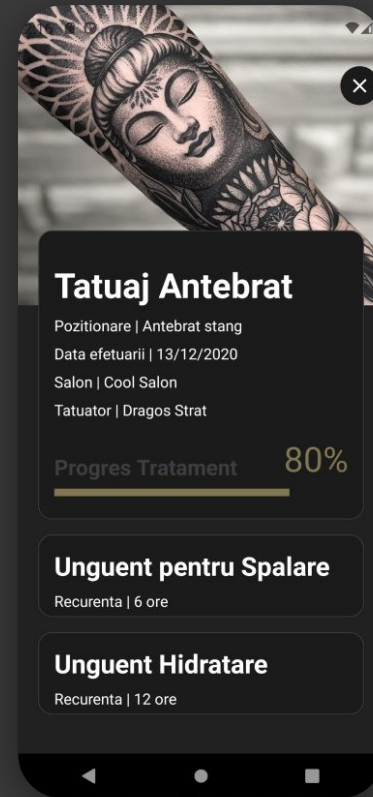 Tatuaj Antebrat
Pozitionare | Antebrat stang
Data efetuarii | 13/12/2020
Salon | Cool Salon
Tatuator | Dragos Strat
Progres Tratament
80%
Unguent pentru Spalare
Recurenta | 6 ore
Unguent Hidratare
Recurenta | 12 ore